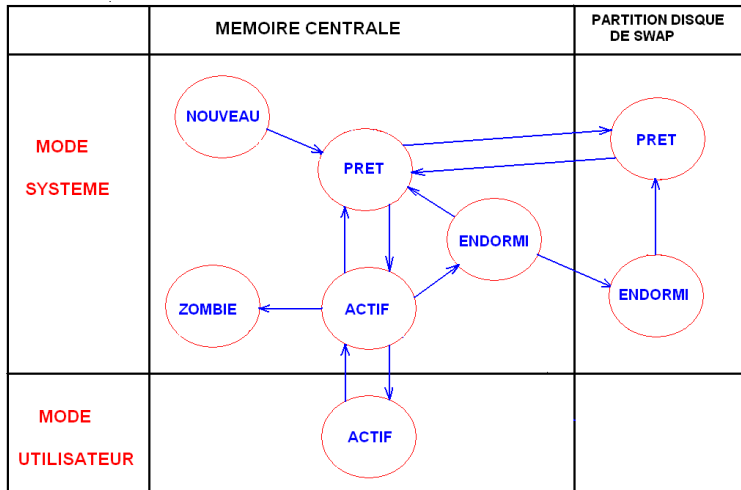 MEMOIRE CENTRALE
PARTITION DISQUE
DE SWAP
MODE
SYSTEME
NOUVEAU
PRET
PRET
ENDORMI
ENDORMI
ZOMBIE
ACTIF
MODE
UTILISATEUR
ACTIF